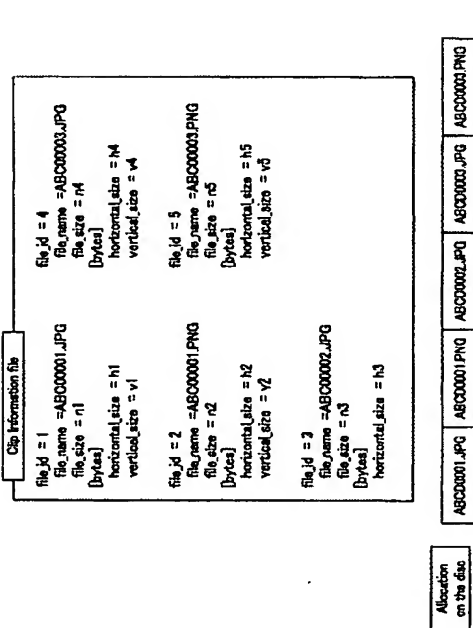 Clip Information file
file_id = 1
file_name =ABC00001.JPG
file_size = n1
[bytes]
horizontal_size = h1
vertical_size = v1
file_id = 2
file_name =ABC00001.PNG
file_size = n2
[bytes]
horizontal_size = h2
vertical_size = v2
file_id = 3
file_name =ABC00002.JPG
file_size = n3
[bytes]
horizontal_size = h3
file_id = 4
file_name =ABC00003.JPG
file_size = n4
[bytes]
horizontal_size = h4
vertical_size = v4
file_id = 5
file_name =ABC00003.PNG
file_size = n5
[bytes]
horizontal_size = h5
vertical_size = v5
Allocation
on the disc
ABC00001.JPG
ABC00001.PNG
ABC00002.JPG
ABC00003.JPG
ABC00003.PNG